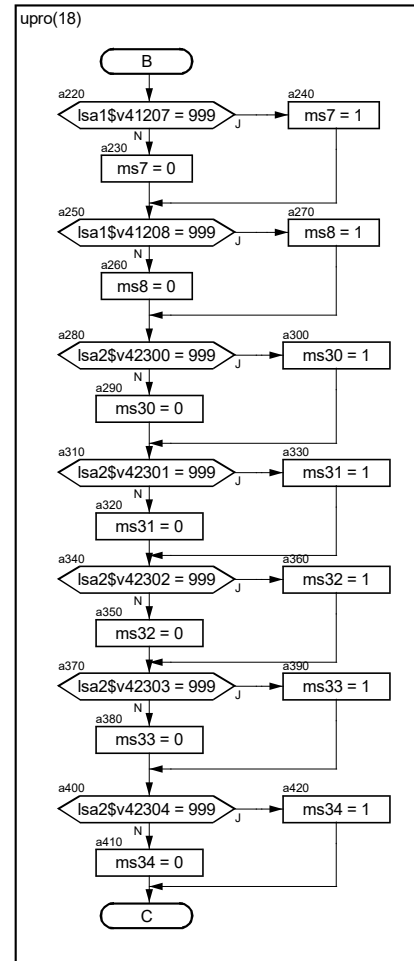 upro(18)
B
a220
lsa1$v41207 = 999
J
a240
ms7 = 1
N
a230
ms7 = 0
a250
lsa1$v41208 = 999
J
a270
ms8 = 1
N
a260
ms8 = 0
a280
lsa2$v42300 = 999
J
a300
ms30 = 1
N
a290
ms30 = 0
a310
lsa2$v42301 = 999
J
a330
ms31 = 1
N
a320
ms31 = 0
a340
lsa2$v42302 = 999
J
a360
ms32 = 1
N
a350
ms32 = 0
a370
lsa2$v42303 = 999
J
a390
ms33 = 1
N
a380
ms33 = 0
a400
lsa2$v42304 = 999
J
a420
ms34 = 1
N
a410
ms34 = 0
C